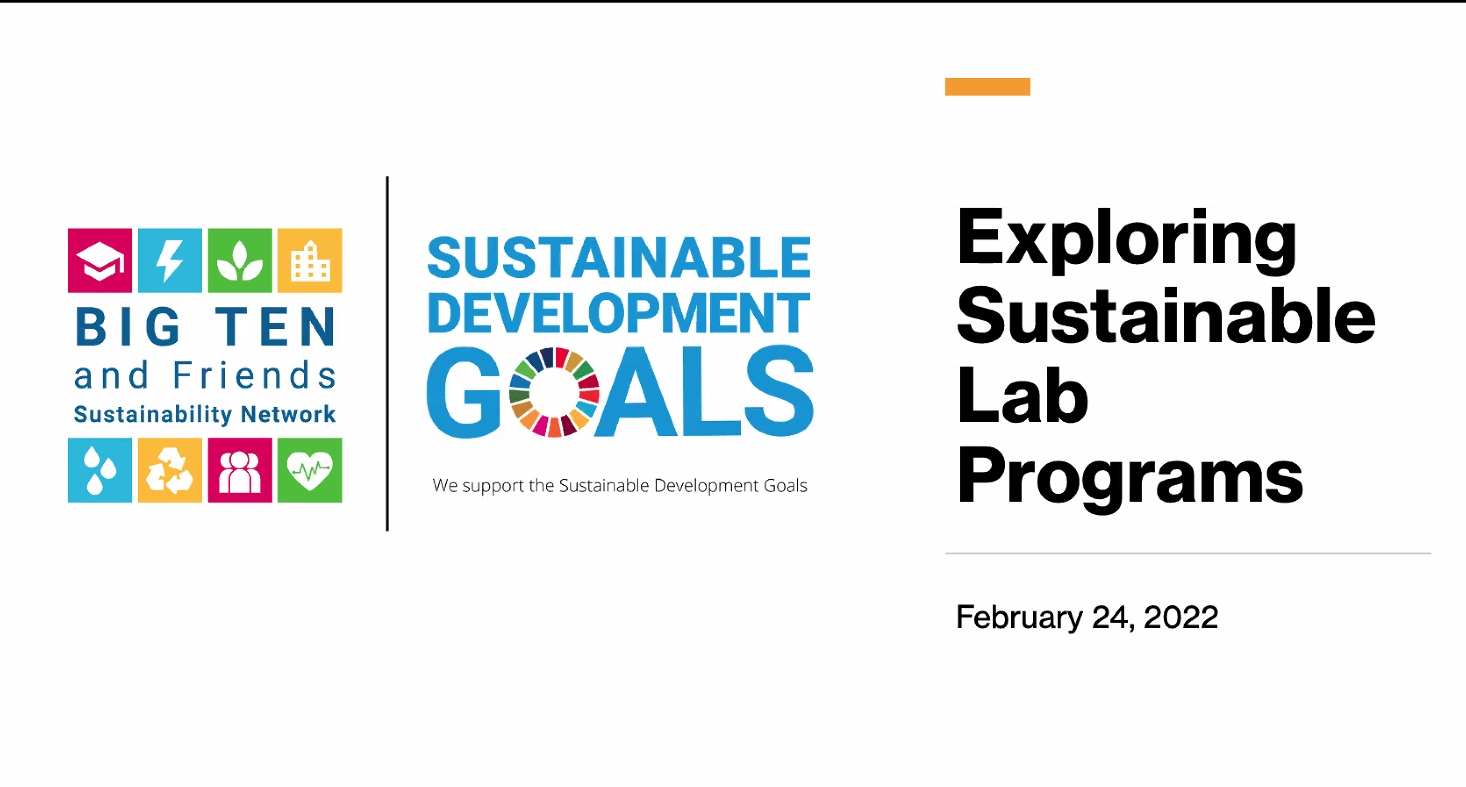 BIG TEN
and Friends
Sustainability Network
SUSTAINABLE
DEVELOPMENT
GOALS
We support the Sustainable Development Goals
Exploring
Sustainable
Lab
Programs
February 24, 2022